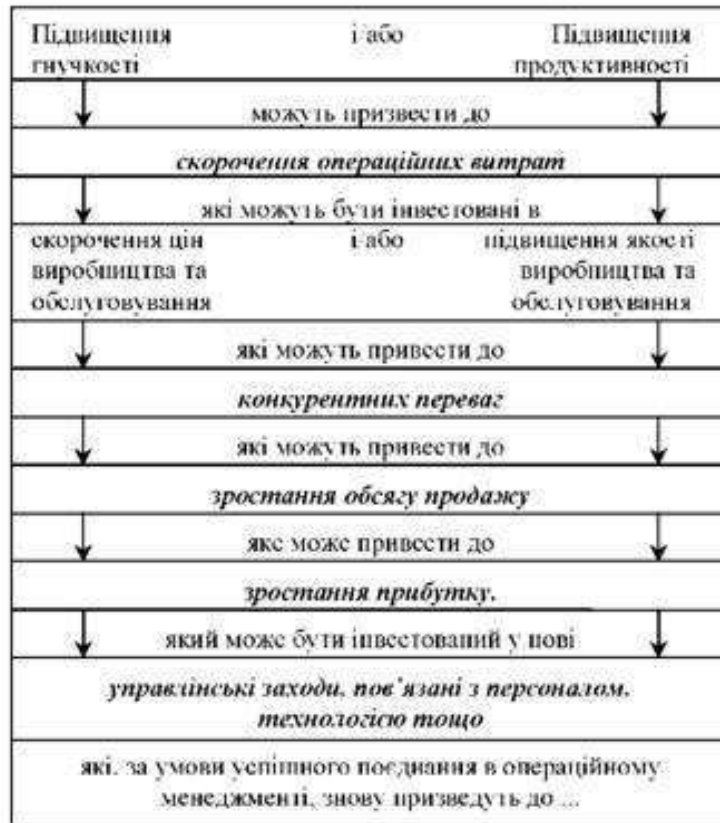 Підвищення і або Підвищення
гнучкості продуктивності
можуть призвести до
скорочення операційних витрат
які можуть бути інвестовані в
скорочення цін і або підвищення якості
виробництва та виробництва та
обслуговування обслуговування
які можуть привести до
конкурентних переваг
які можуть привести до
зростання обсягу продажу
яке може привести до
зростання прибутку,
який може бути інвестований у нові
управлінські заходи, пов’язані з персоналом,
технологією тощо
які, за умови успішного поєднання в операційному
менеджменті, знову призведуть до ...